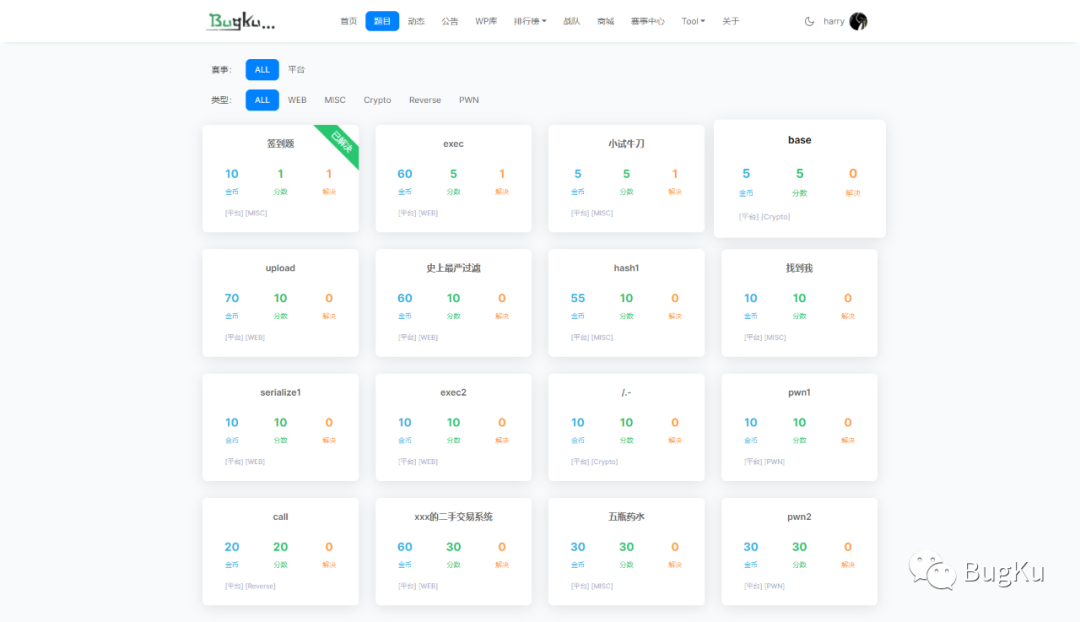 Bugku...
首页 题目 动态 公告 WP库 排行榜 战队 商城 赛事中心 Tool 关于 harry
赛事： ALL 平台
类型： ALL WEB MISC Crypto Reverse PWN
签到题
已解决
10 1 1
金币 分数 解决
[平台] [MISC]
exec
60 5 1
金币 分数 解决
[平台] [WEB]
小试牛刀
5 5 1
金币 分数 解决
[平台] [MISC]
base
5 5 0
金币 分数 解决
[平台] [Crypto]
upload
70 10 0
金币 分数 解决
[平台] [WEB]
史上最严过滤
60 10 0
金币 分数 解决
[平台] [WEB]
hash1
55 10 0
金币 分数 解决
[平台] [MISC]
找到我
10 10 0
金币 分数 解决
[平台] [MISC]
serialize1
10 10 0
金币 分数 解决
[平台] [WEB]
exec2
10 10 0
金币 分数 解决
[平台] [WEB]
/.-
10 10 0
金币 分数 解决
[平台] [Crypto]
pwn1
10 10 0
金币 分数 解决
[平台] [PWN]
call
20 20 0
金币 分数 解决
[平台] [Reverse]
xxx的二手交易系统
60 30 0
金币 分数 解决
[平台] [WEB]
五瓶药水
30 30 0
金币 分数 解决
[平台] [MISC]
pwn2
30 30 0
金币 分数 解决
[平台] [PWN]
BugKu